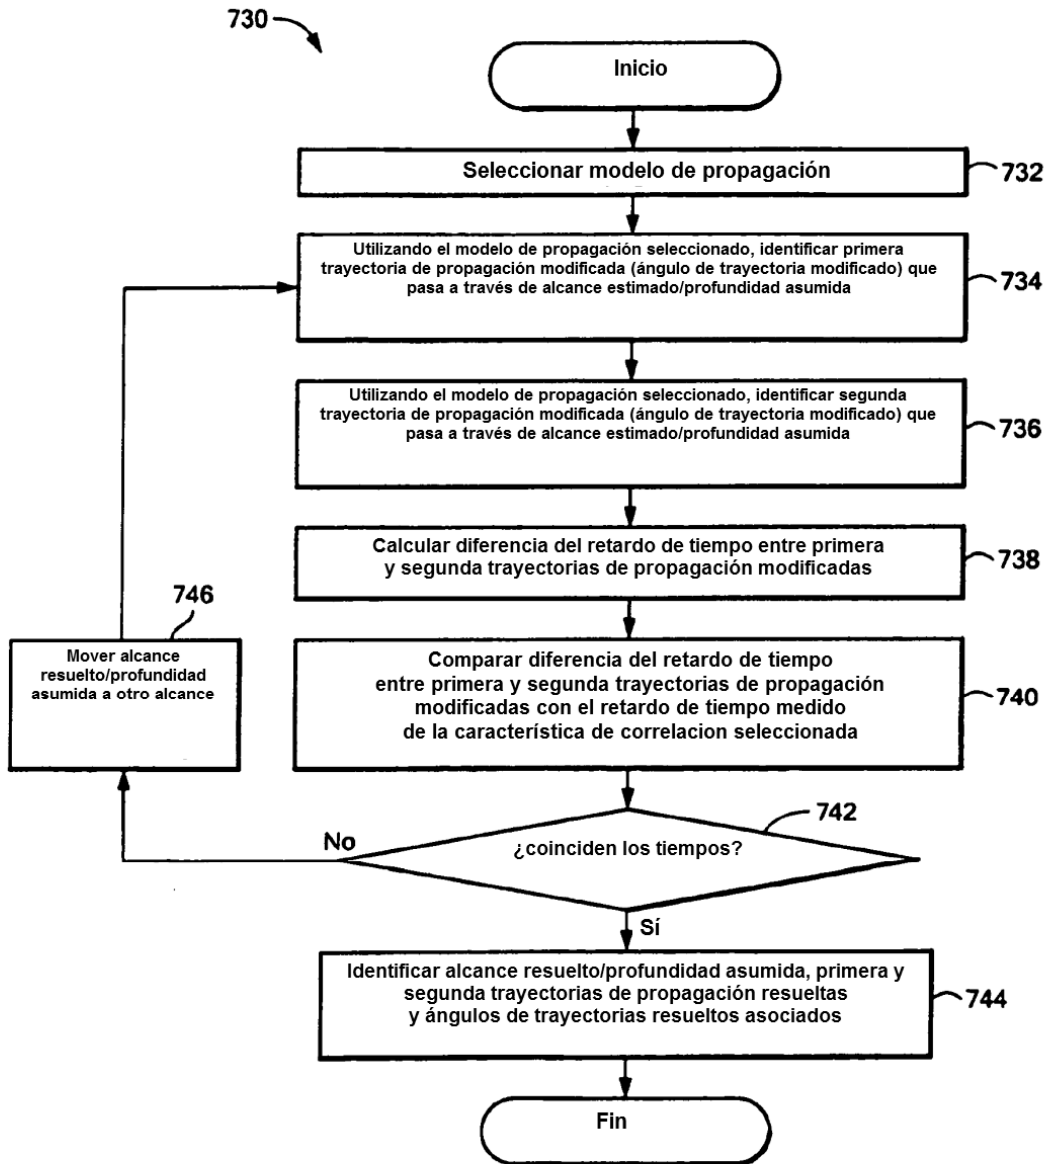 730
Inicio
Seleccionar modelo de propagación
732
Utilizando el modelo de propagación seleccionado, identificar primera
trayectoria de propagación modificada (ángulo de trayectoria modificado) que
pasa a través de alcance estimado/profundidad asumida
734
Utilizando el modelo de propagación seleccionado, identificar segunda
trayectoria de propagación modificada (ángulo de trayectoria modificado) que
pasa a través de alcance estimado/profundidad asumida
736
Calcular diferencia del retardo de tiempo entre primera
y segunda trayectorias de propagación modificadas
738
746
Mover alcance
resuelto/profundidad
asumida a otro alcance
Comparar diferencia del retardo de tiempo
entre primera y segunda trayectorias de propagación
modificadas con el retardo de tiempo medido
de la característica de correlacion seleccionada
740
742
¿coinciden los tiempos?
No
Sí
Identificar alcance resuelto/profundidad asumida, primera y
segunda trayectorias de propagación resueltas
y ángulos de trayectorias resueltos asociados
744
Fin